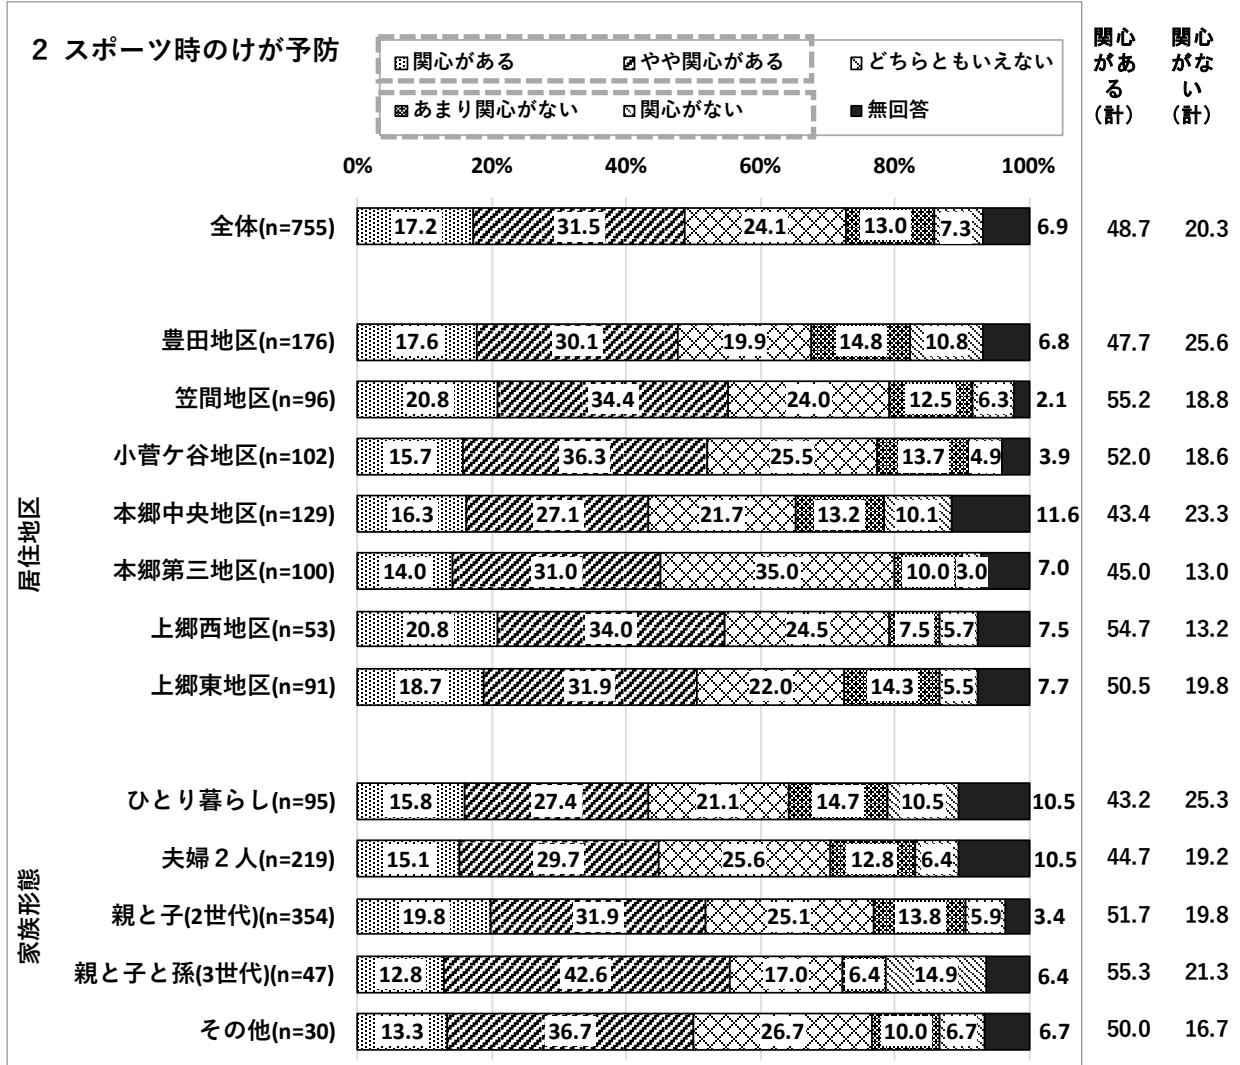 2 スポーツ時のけが予防
関心がある やや関心がある どちらともいえない
あまり関心がない 関心がない 無回答
関心がある（計）
関心がない（計）
0% 20% 40% 60% 80% 100%
全体(n=755) 17.2 31.5 24.1 13.0 7.3 6.9 48.7 20.3
居住地区
豊田地区(n=176) 17.6 30.1 19.9 14.8 10.8 6.8 47.7 25.6
笠間地区(n=96) 20.8 34.4 24.0 12.5 6.3 2.1 55.2 18.8
小菅ケ谷地区(n=102) 15.7 36.3 25.5 13.7 4.9 3.9 52.0 18.6
本郷中央地区(n=129) 16.3 27.1 21.7 13.2 10.1 11.6 43.4 23.3
本郷第三地区(n=100) 14.0 31.0 35.0 10.0 3.0 7.0 45.0 13.0
上郷西地区(n=53) 20.8 34.0 24.5 7.5 5.7 7.5 54.7 13.2
上郷東地区(n=91) 18.7 31.9 22.0 14.3 5.5 7.7 50.5 19.8
家族形態
ひとり暮らし(n=95) 15.8 27.4 21.1 14.7 10.5 10.5 43.2 25.3
夫婦２人(n=219) 15.1 29.7 25.6 12.8 6.4 10.5 44.7 19.2
親と子(2世代)(n=354) 19.8 31.9 25.1 13.8 5.9 3.4 51.7 19.8
親と子と孫(3世代)(n=47) 12.8 42.6 17.0 6.4 14.9 6.4 55.3 21.3
その他(n=30) 13.3 36.7 26.7 10.0 6.7 6.7 50.0 16.7